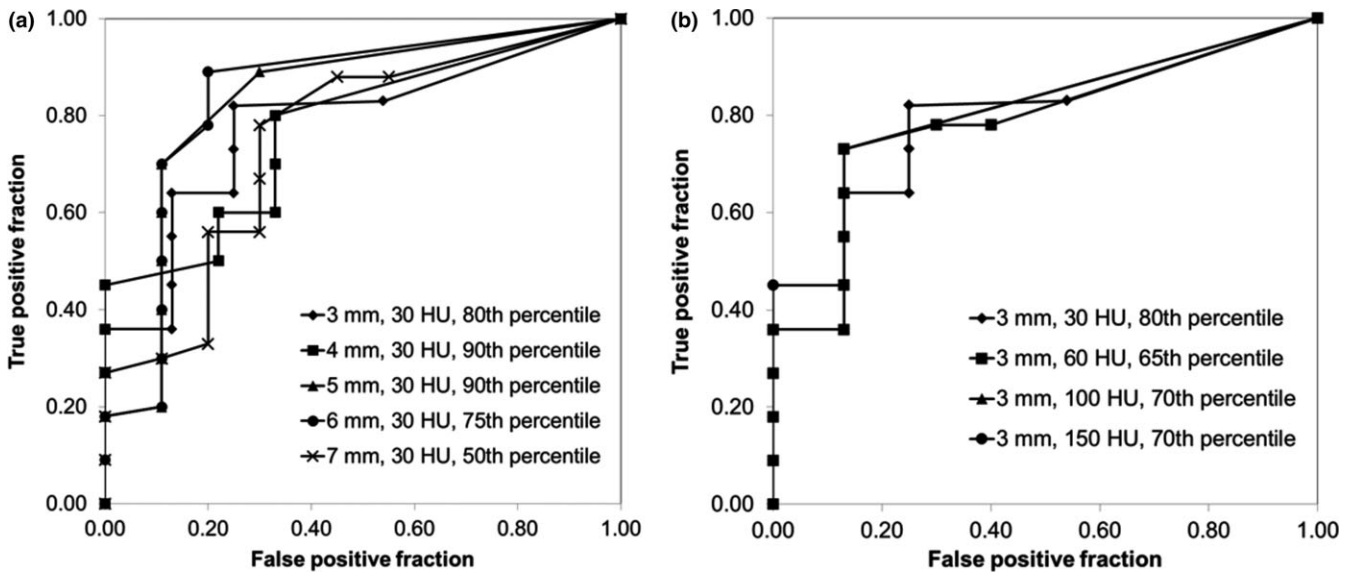 (a)
True positive fraction
1.00
0.80
0.60
0.40
0.20
0.00
3 mm, 30 HU, 80th percentile
4 mm, 30 HU, 90th percentile
5 mm, 30 HU, 90th percentile
6 mm, 30 HU, 75th percentile
7 mm, 30 HU, 50th percentile
0.00 0.20 0.40 0.60 0.80 1.00
False positive fraction
(b)
True positive fraction
1.00
0.80
0.60
0.40
0.20
0.00
3 mm, 30 HU, 80th percentile
3 mm, 60 HU, 65th percentile
3 mm, 100 HU, 70th percentile
3 mm, 150 HU, 70th percentile
0.00 0.20 0.40 0.60 0.80 1.00
False positive fraction